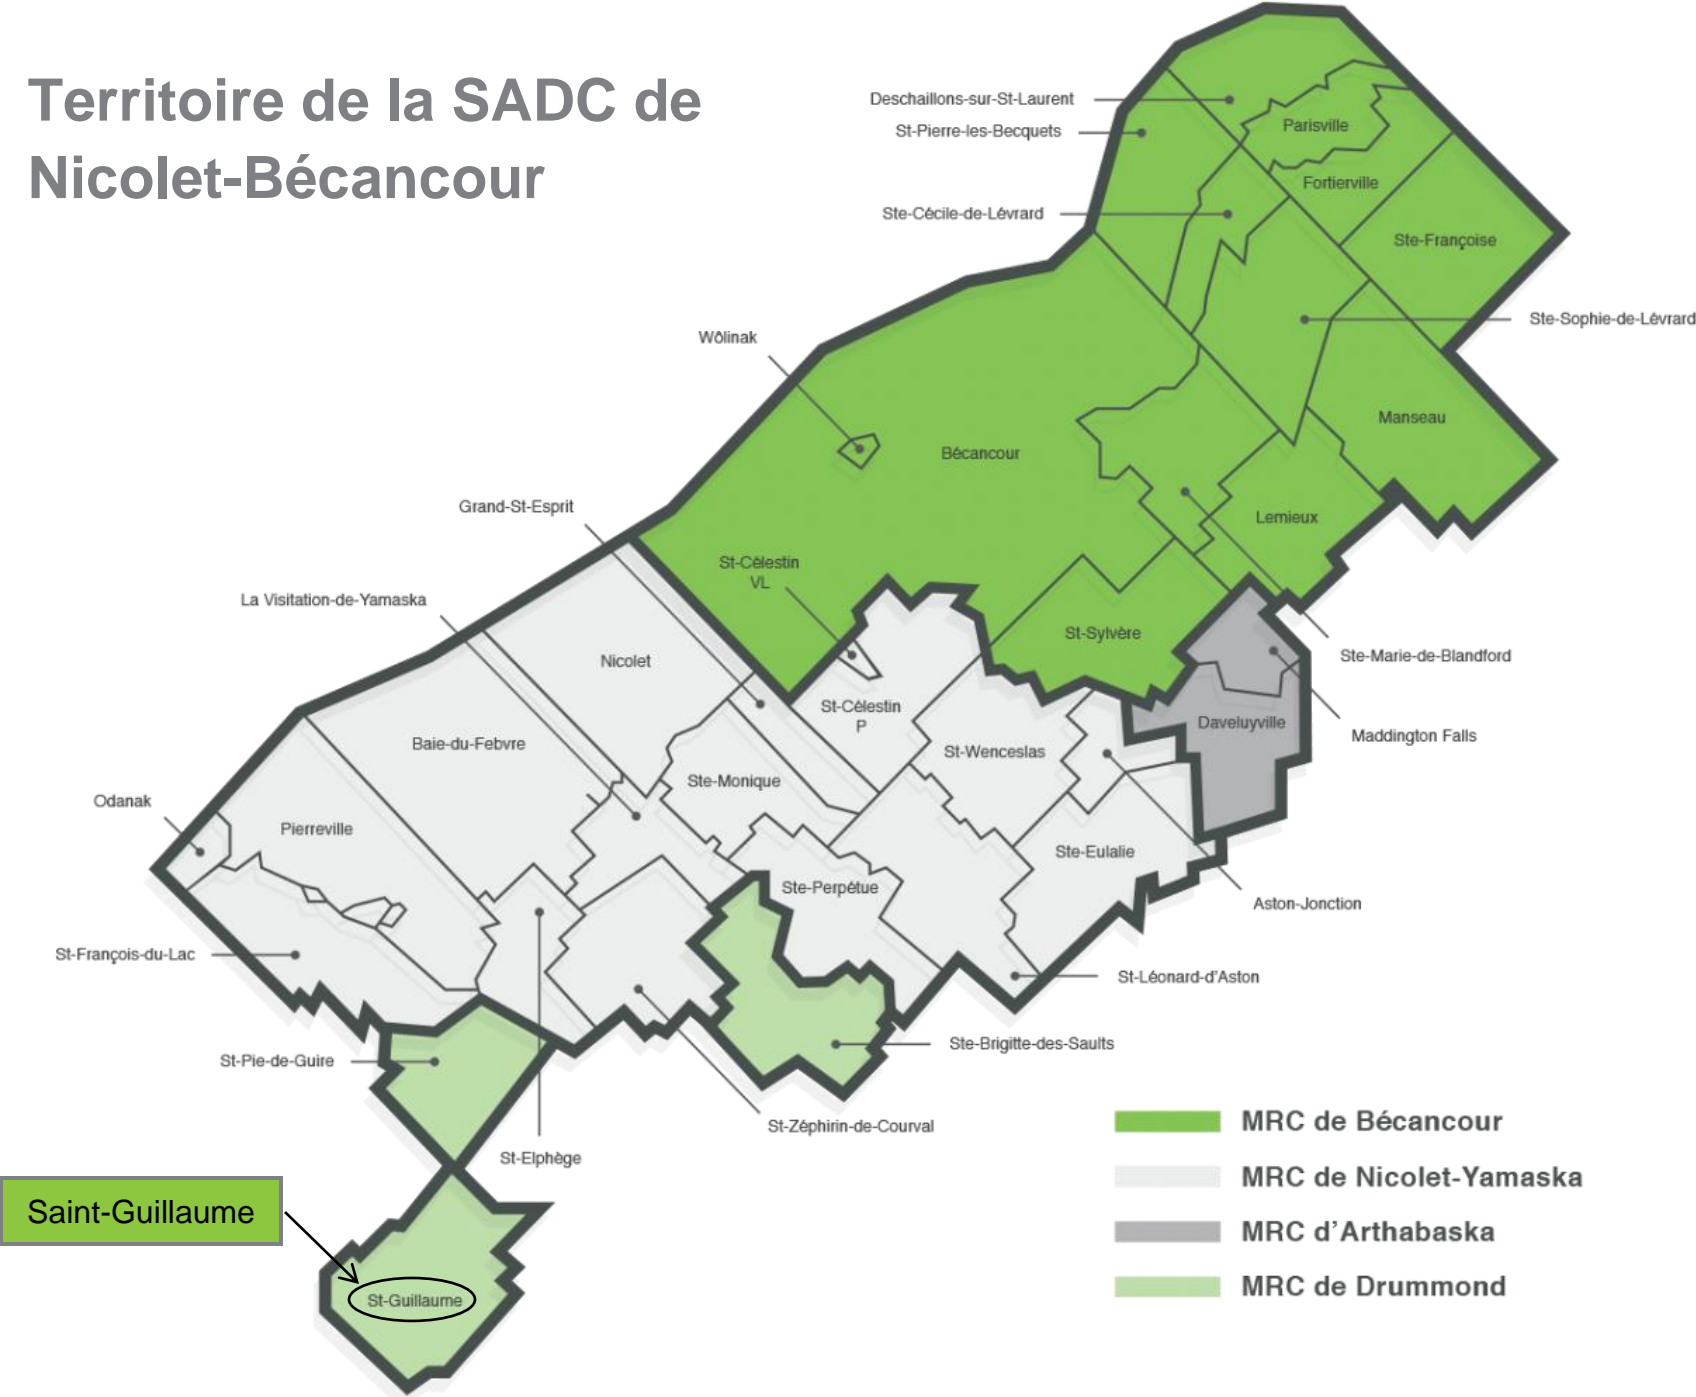 Territoire de la SADC de
Nicolet-Bécancour
Deschaillons-sur-St-Laurent
St-Pierre-les-Becquets
Parisville
Fortierville
Ste-Cécile-de-Lévrard
Ste-Françoise
Ste-Sophie-de-Lévrard
Wôlinak
Manseau
Bécancour
Grand-St-Esprit
Lemieux
St-Célestin
VL
La Visitation-de-Yamaska
St-Sylvère
Nicolet
Ste-Marie-de-Blandford
St-Célestin
P
Daveluyville
Maddington Falls
Baie-du-Febvre
St-Wenceslas
Ste-Monique
Odanak
Pierreville
Ste-Eulalie
Ste-Perpétue
Aston-Jonction
St-François-du-Lac
St-Léonard-d'Aston
Ste-Brigitte-des-Saults
St-Pie-de-Guire
St-Zéphirin-de-Courval
St-Elphège
MRC de Bécancour
MRC de Nicolet-Yamaska
MRC d'Arthabaska
MRC de Drummond
Saint-Guillaume
St-Guillaume